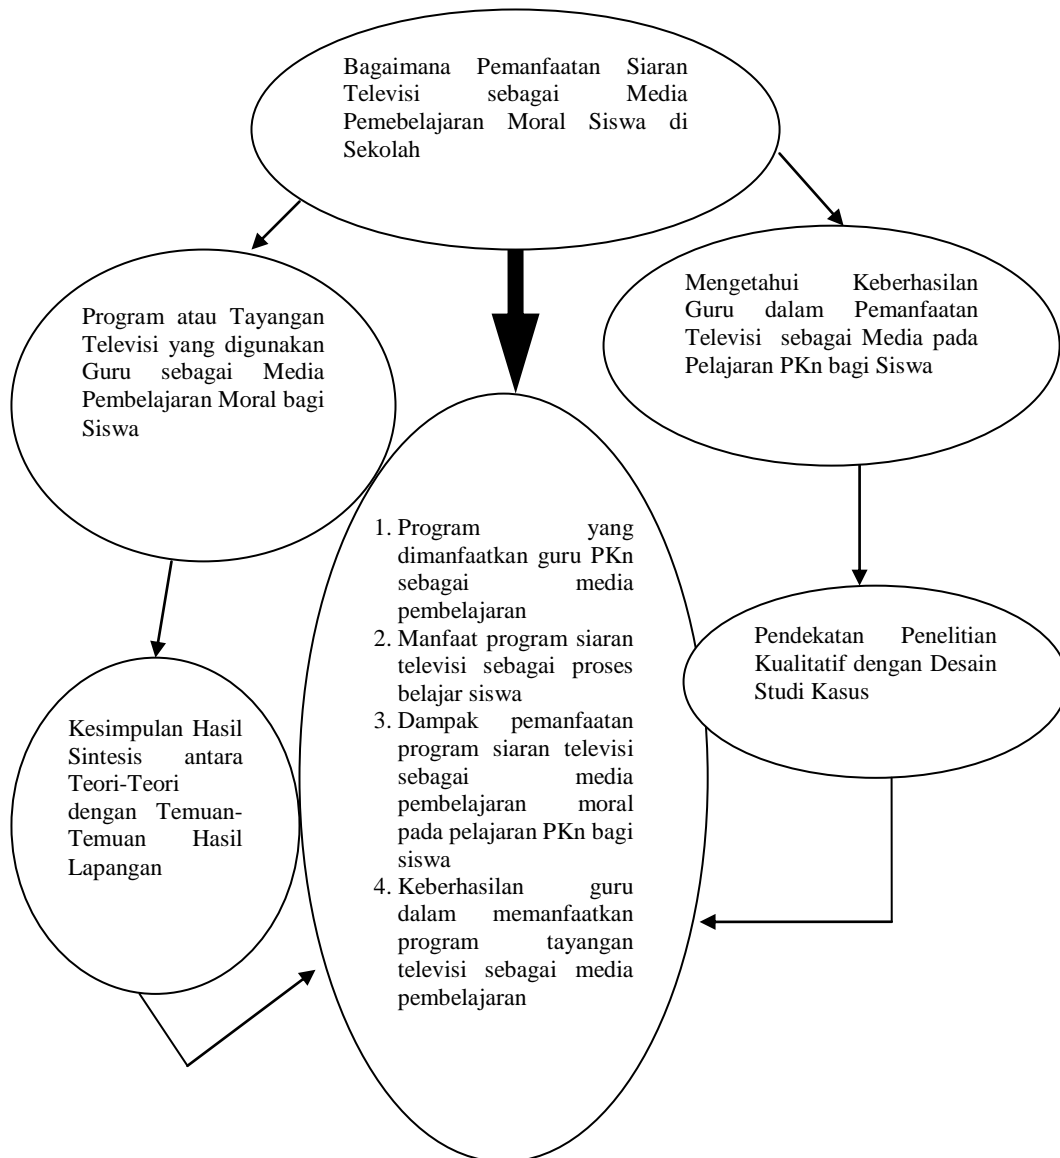 Bagaimana Pemanfaatan Siaran
Televisi sebagai Media
Pemebelajaran Moral Siswa di
Sekolah
Program atau Tayangan
Televisi yang digunakan
Guru sebagai Media
Pembelajaran Moral bagi
Siswa
Mengetahui Keberhasilan
Guru dalam Pemanfaatan
Televisi sebagai Media pada
Pelajaran PKn bagi Siswa
1. Program yang
dimanfaatkan guru PKn
sebagai media
pembelajaran
2. Manfaat program siaran
televisi sebagai proses
belajar siswa
3. Dampak pemanfaatan
program siaran televisi
sebagai media
pembelajaran moral
pada pelajaran PKn bagi
siswa
4. Keberhasilan guru
dalam memanfaatkan
program tayangan
televisi sebagai media
pembelajaran
Pendekatan Penelitian
Kualitatif dengan Desain
Studi Kasus
Kesimpulan Hasil
Sintesis antara
Teori-Teori
dengan Temuan-
Temuan Hasil
Lapangan